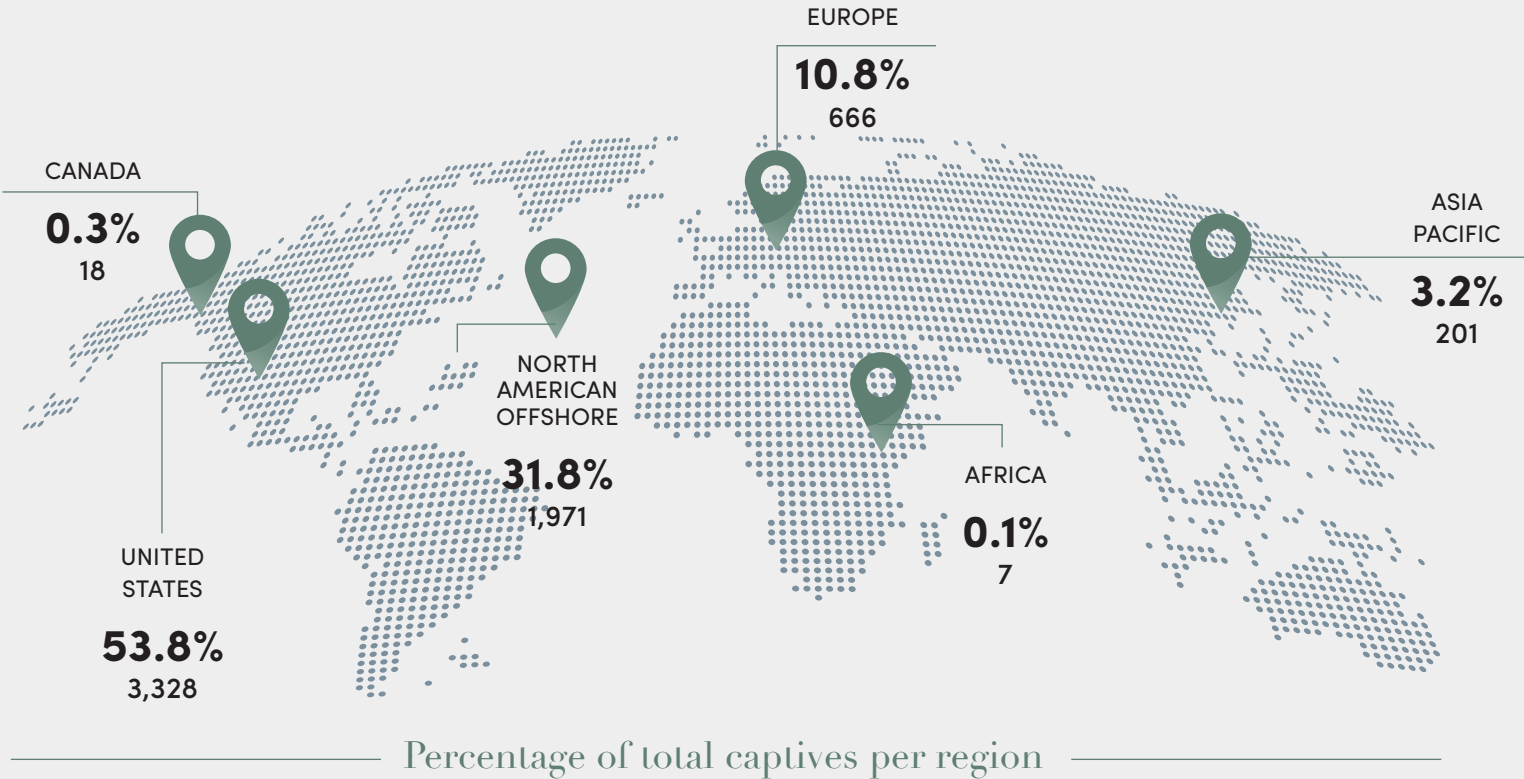 EUROPE
10.8%
666
CANADA
0.3%
18
ASIA
PACIFIC
3.2%
201
NORTH
AMERICAN
OFFSHORE
31.8%
1,971
AFRICA
0.1%
7
UNITED
STATES
53.8%
3,328
Percentage of total captives per region